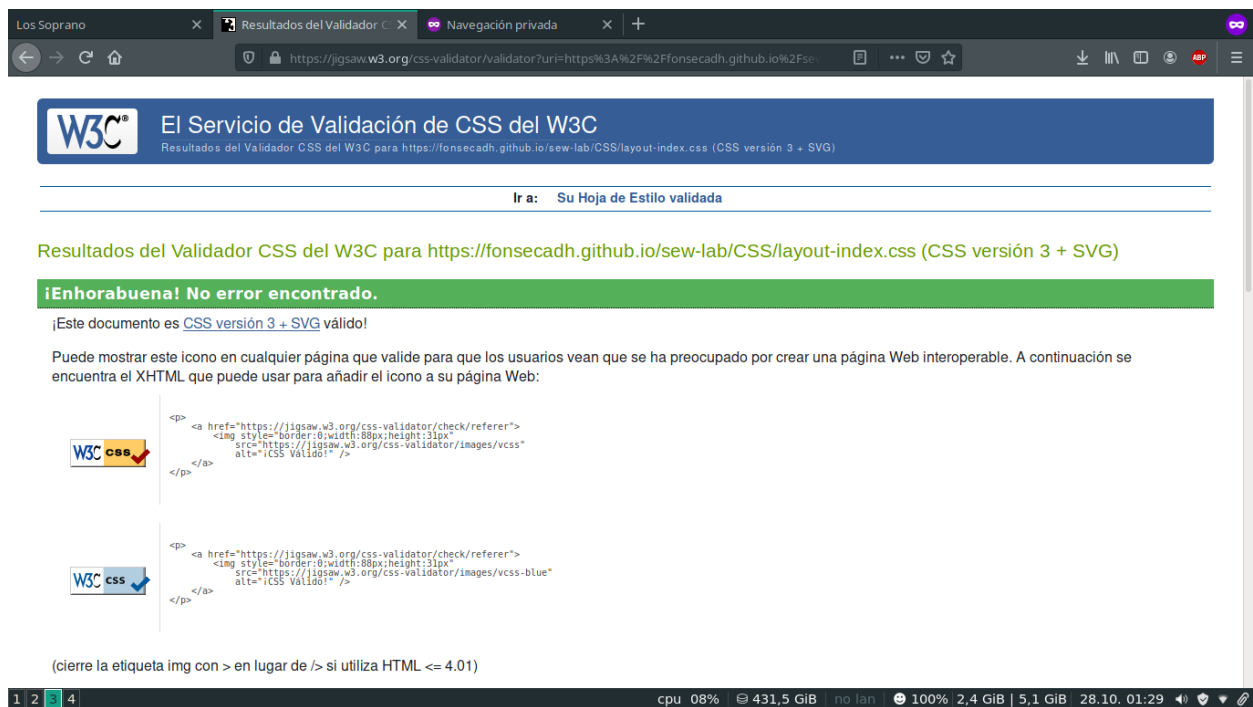 Los Soprano
Resultados del Validador C
Navegación privada
https://jigsaw.w3.org/css-validator/validator?uri=https%3A%2F%2Ffonsecadh.github.io%2Fsew
ABP
W3C®
El Servicio de Validación de CSS del W3C
Resultados del Validador CSS del W3C para https://fonsecadh.github.io/sew-lab/CSS/layout-index.css (CSS versión 3 + SVG)
Ir a: Su Hoja de Estilo validada
Resultados del Validador CSS del W3C para https://fonsecadh.github.io/sew-lab/CSS/layout-index.css (CSS versión 3 + SVG)
¡Enhorabuena! No error encontrado.
¡Este documento es CSS versión 3 + SVG válido!
Puede mostrar este icono en cualquier página que valide para que los usuarios vean que se ha preocupado por crear una página Web interoperable. A continuación se
encuentra el XHTML que puede usar para añadir el icono a su página Web:
W3C css
<p>
<a href="https://jigsaw.w3.org/css-validator/check/referer">
<img style="border:0;width:88px;height:31px"
src="https://jigsaw.w3.org/css-validator/images/vcss"
alt="¡CSS Válido!" />
</a>
</p>
W3C css
<p>
<a href="https://jigsaw.w3.org/css-validator/check/referer">
<img style="border:0;width:88px;height:31px"
src="https://jigsaw.w3.org/css-validator/images/vcss-blue"
alt="¡CSS Válido!" />
</a>
</p>
(cierre la etiqueta img con > en lugar de /> si utiliza HTML <= 4.01)
1 2 3 4
cpu 08% 431,5 GiB no lan 100% 2,4 GiB | 5,1 GiB 28.10. 01:29